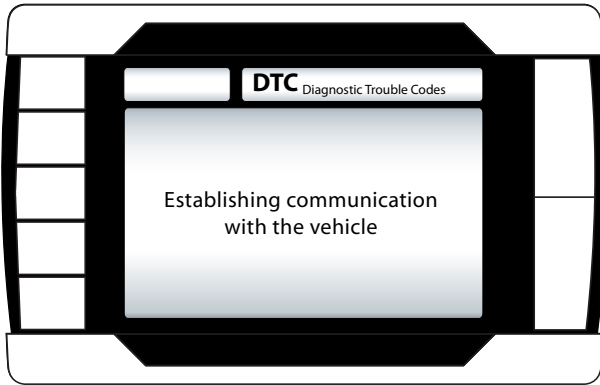 DTC Diagnostic Trouble Codes
Establishing communication
with the vehicle